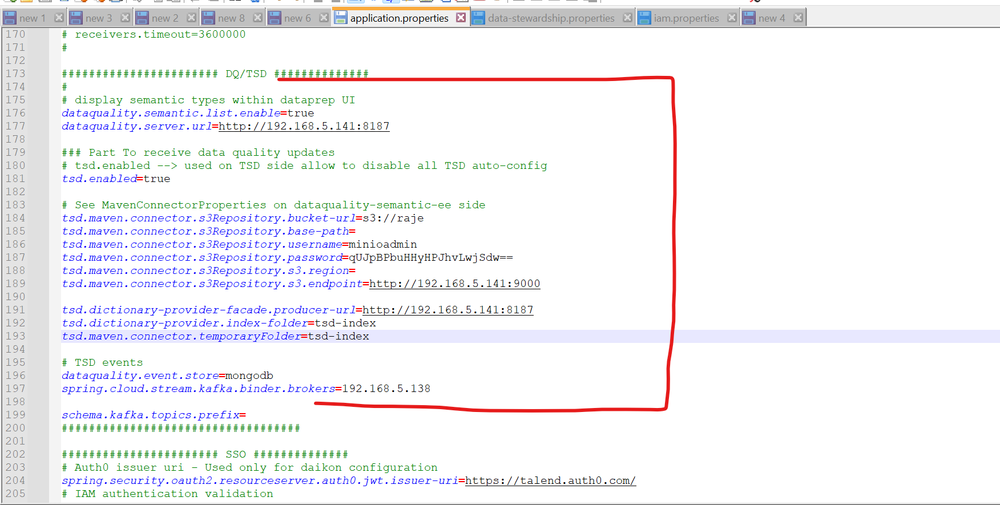 new 1 new 3 new 2 new 8 new 6 application.properties data-stewardship.properties iam.properties new 4
170 # receivers.timeout=3600000
171 #
172
173 ####################### DQ/TSD ##############
174 #
175 # display semantic types within dataprep UI
176 dataquality.semantic.list.enable=true
177 dataquality.server.url=http://192.168.5.141:8187
178
179 ### Part To receive data quality updates
180 # tsd.enabled --> used on TSD side allow to disable all TSD auto-config
181 tsd.enabled=true
182
183 # See MavenConnectorProperties on dataquality-semantic-ee side
184 tsd.maven.connector.s3Repository.bucket-url=s3://raje
185 tsd.maven.connector.s3Repository.base-path=
186 tsd.maven.connector.s3Repository.username=minioadmin
187 tsd.maven.connector.s3Repository.password=qUJpBPbuHHyHPJhvLwjSdw==
188 tsd.maven.connector.s3Repository.s3.region=
189 tsd.maven.connector.s3Repository.s3.endpoint=http://192.168.5.141:9000
190
191 tsd.dictionary-provider-facade.producer-url=http://192.168.5.141:8187
192 tsd.dictionary-provider.index-folder=tsd-index
193 tsd.maven.connector.temporaryFolder=tsd-index
194
195 # TSD events
196 dataquality.event.store=mongodb
197 spring.cloud.stream.kafka.binder.brokers=192.168.5.138
198
199 schema.kafka.topics.prefix=
200 ###################################
201
202 ####################### SSO ##############
203 # Auth0 issuer uri - Used only for daikon configuration
204 spring.security.oauth2.resourceserver.auth0.jwt.issuer-uri=https://talend.auth0.com/
205 # IAM authentication validation